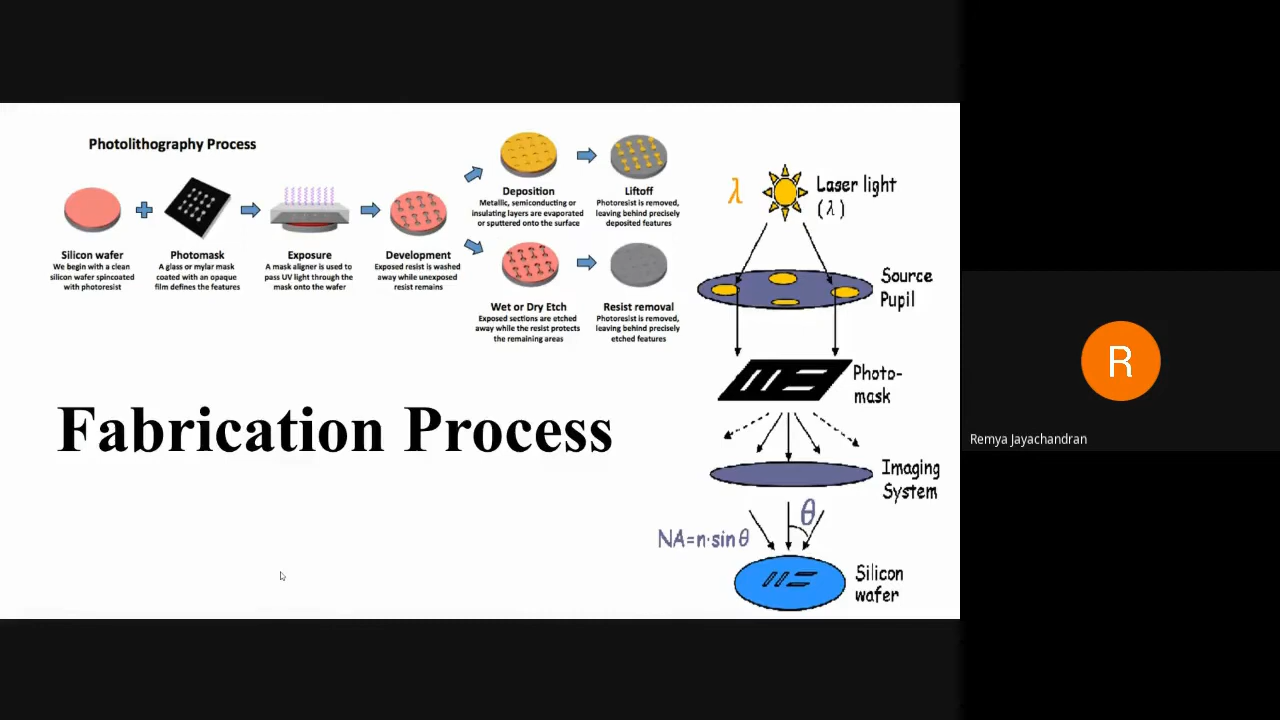 Photolithography Process
Silicon wafer
We begin with a clean
silicon wafer spincoated
with photoresist
Photomask
A glass or mylar mask
coated with an opaque
film defines the features
Exposure
A mask aligner is used to
pass UV light through the
mask onto the wafer
Development
Exposed resist is washed
away while unexposed
resist remains
Deposition
Metallic, semiconducting or
insulating layers are evaporated
or sputtered onto the surface
Liftoff
Photoresist is removed,
leaving behind precisely
deposited features
Wet or Dry Etch
Exposed sections are etched
away while the resist protects
the remaining areas
Resist removal
Photoresist is removed,
leaving behind precisely
etched features
Fabrication Process
λ
Laser light
(λ)
Source
Pupil
Photo-
mask
Imaging
System
θ
NA=n·sinθ
Silicon
wafer
R
Remya Jayachandran